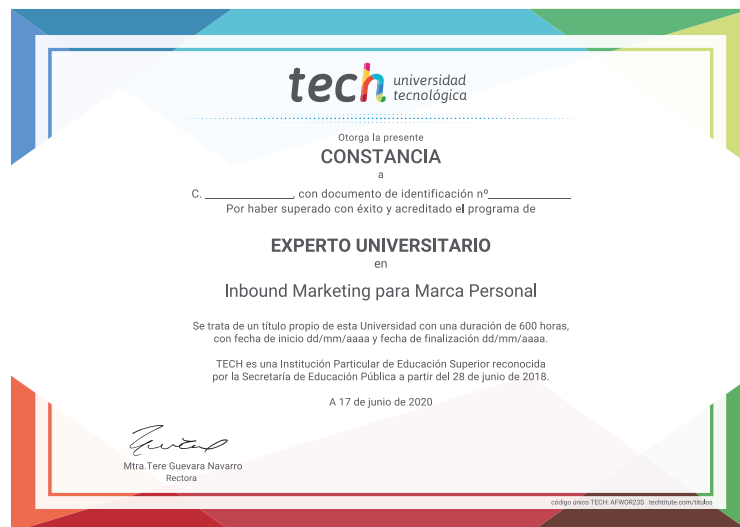 tech universidad
tecnológica
Otorga la presente
CONSTANCIA
a
C. ______________, con documento de identificación nº_____________
Por haber superado con éxito y acreditado el programa de
EXPERTO UNIVERSITARIO
en
Inbound Marketing para Marca Personal
Se trata de un título propio de esta Universidad con una duración de 600 horas,
con fecha de inicio dd/mm/aaaa y fecha de finalización dd/mm/aaaa.
TECH es una Institución Particular de Educación Superior reconocida
por la Secretaría de Educación Pública a partir del 28 de junio de 2018.
A 17 de junio de 2020
Mtra.Tere Guevara Navarro
Rectora
código único TECH: AFWOR23S techtitute.com/titulos